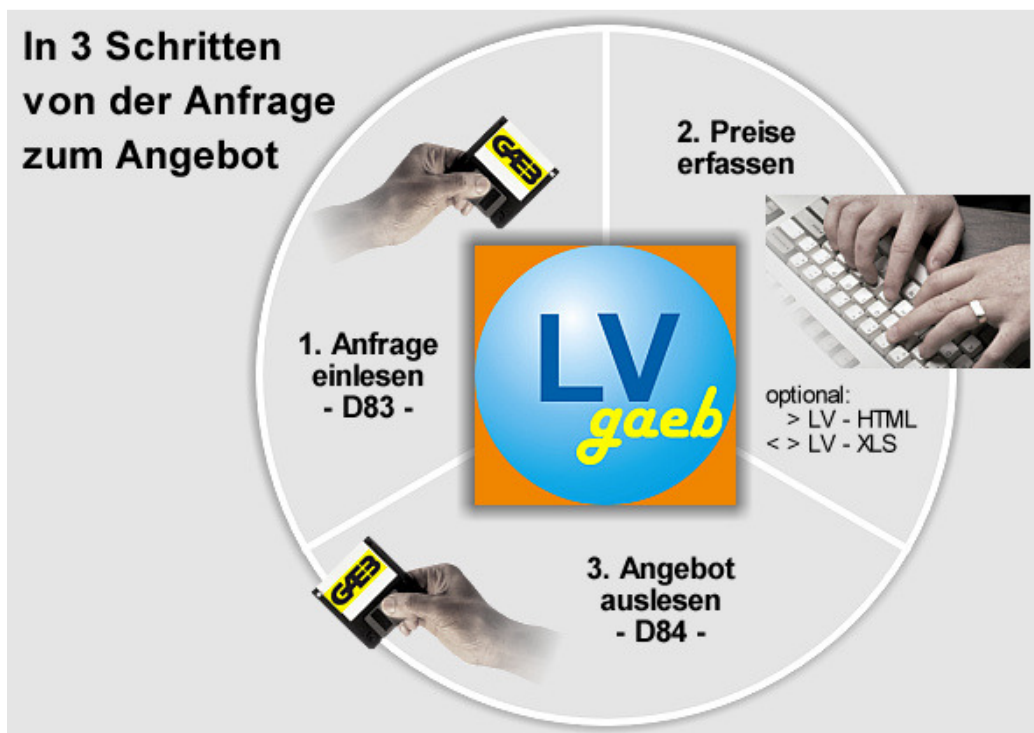 In 3 Schritten
von der Anfrage
zum Angebot
GAEB
1. Anfrage
einlesen
- D83 -
2. Preise
erfassen
optional:
> LV - HTML
< > LV - XLS
LV
gaeb
GAEB
3. Angebot
auslesen
- D84 -